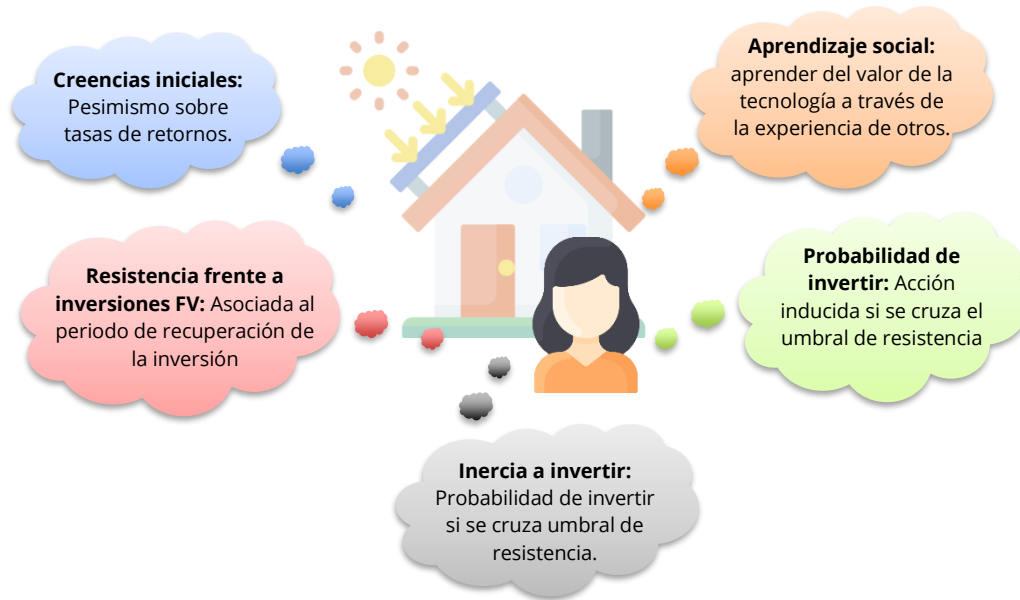 Creencias iniciales:
Pesimismo sobre
tasas de retornos.
Aprendizaje social:
aprender del valor de la
tecnología a través de
la experiencia de otros.
Resistencia frente a
inversiones FV: Asociada al
periodo de recuperación de
la inversión
Probabilidad de
invertir: Acción
inducida si se cruza el
umbral de resistencia
Inercia a invertir:
Probabilidad de invertir
si se cruza umbral de
resistencia.